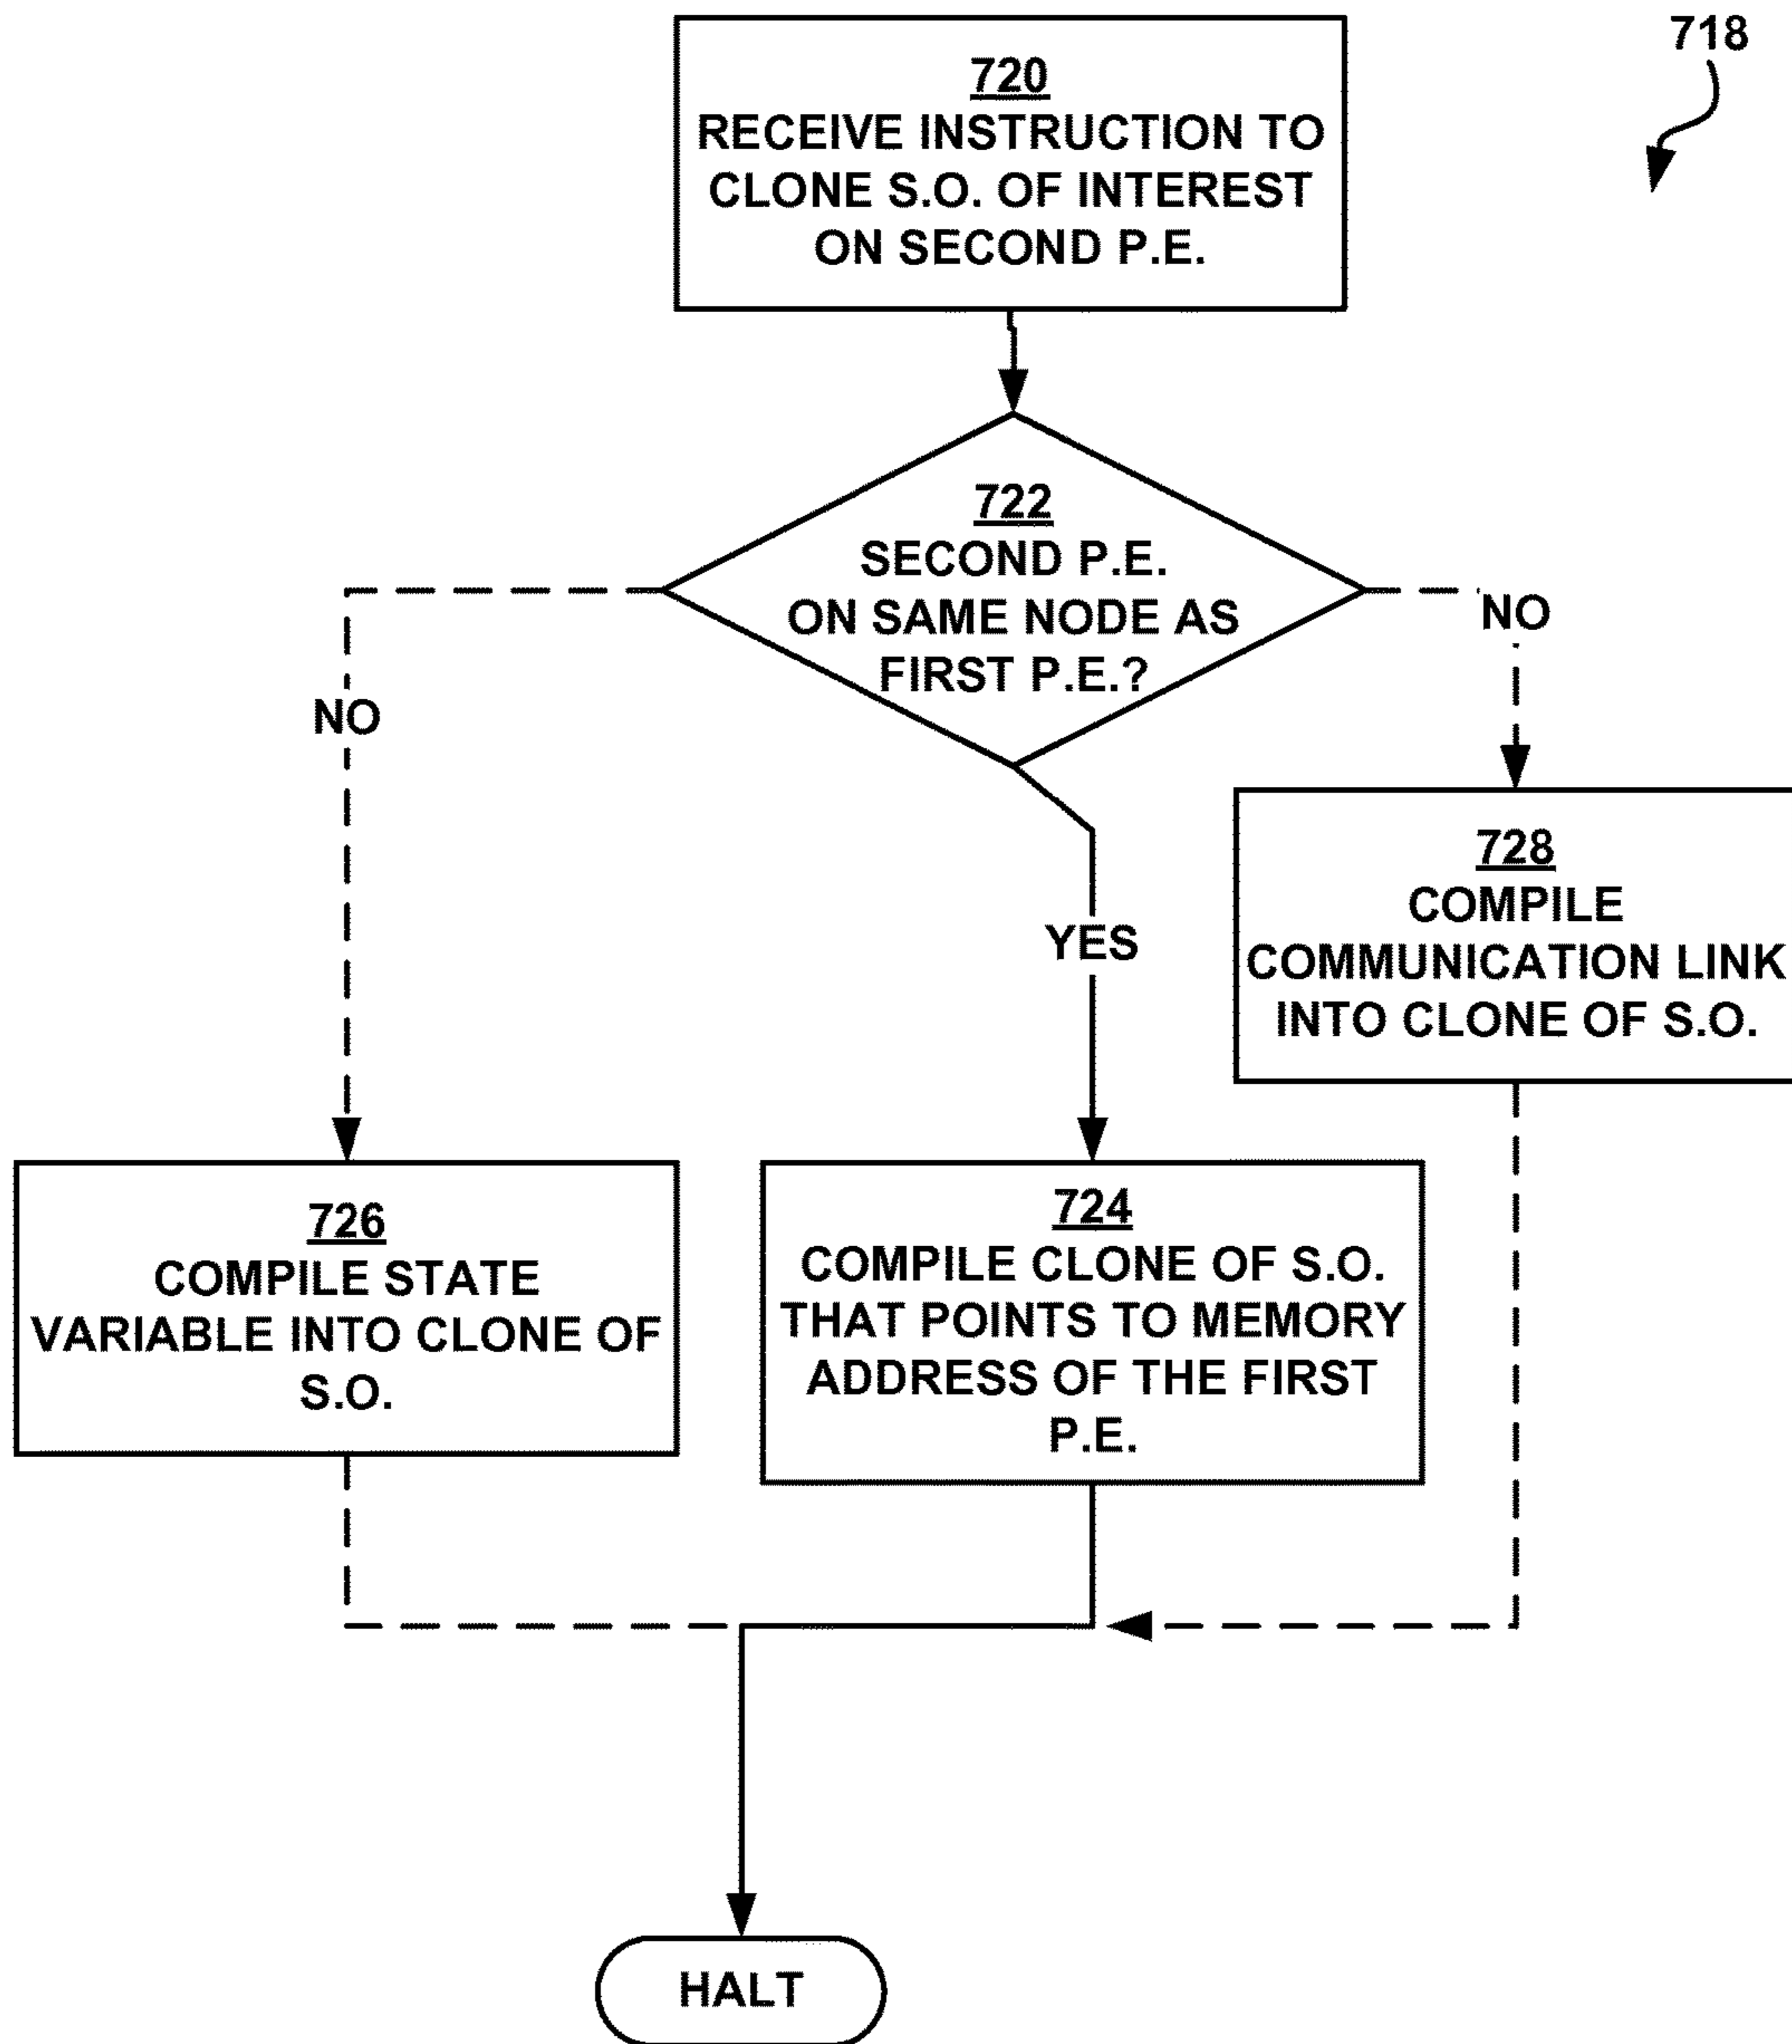 718
720
RECEIVE INSTRUCTION TO
CLONE S.O. OF INTEREST
ON SECOND P.E.
722
SECOND P.E.
ON SAME NODE AS
FIRST P.E.?
NO
NO
YES
728
COMPILE
COMMUNICATION LINK
INTO CLONE OF S.O.
726
COMPILE STATE
VARIABLE INTO CLONE OF
S.O.
724
COMPILE CLONE OF S.O.
THAT POINTS TO MEMORY
ADDRESS OF THE FIRST
P.E.
HALT